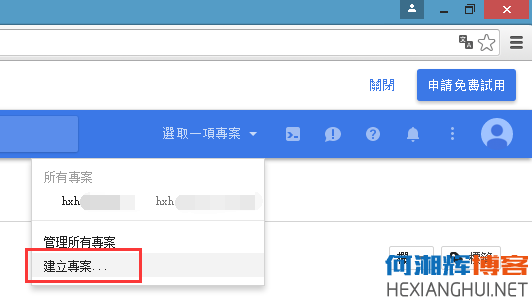 關閉
申請免費試用
選取一項專案
所有專案
hxh hxh
管理所有專案
建立專案...
何湘辉博客
HEXIANGHUI.NET